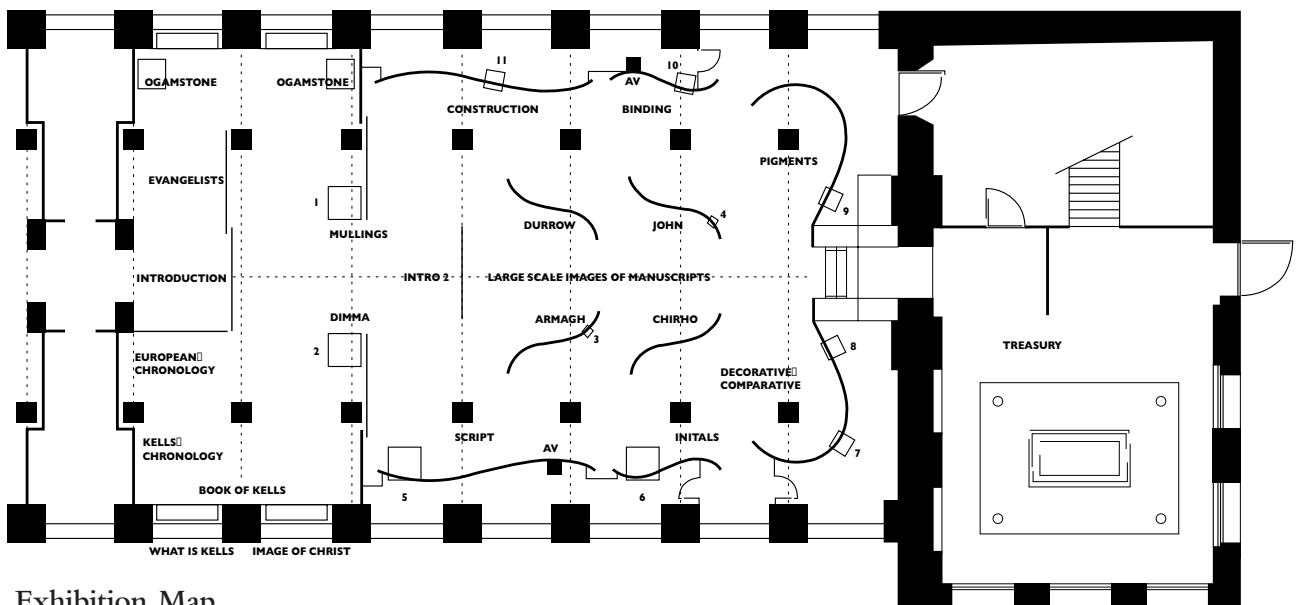 11
10
OGAMSTONE
OGAMSTONE
AV
CONSTRUCTION
BINDING
PIGMENTS
EVANGELISTS
1
9
4
DURROW
JOHN
MULLINGS
INTRODUCTION
INTRO 2
LARGE SCALE IMAGES OF MANUSCRIPTS
DIMMA
ARMAGH
CHIRHO
3
2
8
TREASURY
EUROPEAN
CHRONOLOGY
DECORATIVE
COMPARATIVE
KELLS
CHRONOLOGY
SCRIPT
INITALS
AV
7
BOOK OF KELLS
5
6
WHAT IS KELLS
IMAGE OF CHRIST
Exhibition Map